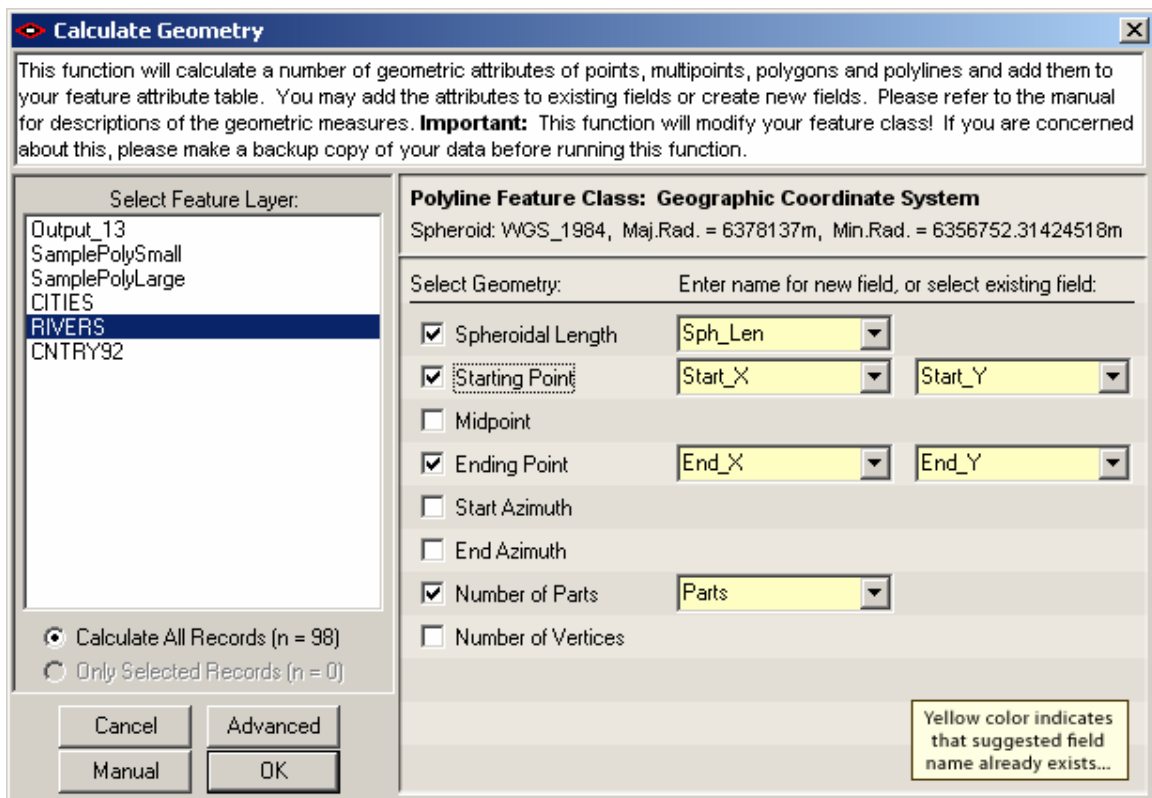 Calculate Geometry
This function will calculate a number of geometric attributes of points, multipoints, polygons and polylines and add them to
your feature attribute table. You may add the attributes to existing fields or create new fields. Please refer to the manual
for descriptions of the geometric measures. Important: This function will modify your feature class! If you are concerned
about this, please make a backup copy of your data before running this function.
Select Feature Layer:
Output_13
SamplePolySmall
SamplePolyLarge
CITIES
RIVERS
CNTRY92
Calculate All Records (n = 98)
Only Selected Records (n = 0)
Cancel Advanced
Manual OK
Polyline Feature Class: Geographic Coordinate System
Spheroid: WGS_1984, Maj.Rad. = 6378137m, Min.Rad. = 6356752.31424518m
Select Geometry: Enter name for new field, or select existing field:
Spheroidal Length Sph_Len
Starting Point Start_X Start_Y
Midpoint
Ending Point End_X End_Y
Start Azimuth
End Azimuth
Number of Parts Parts
Number of Vertices
Yellow color indicates
that suggested field
name already exists...